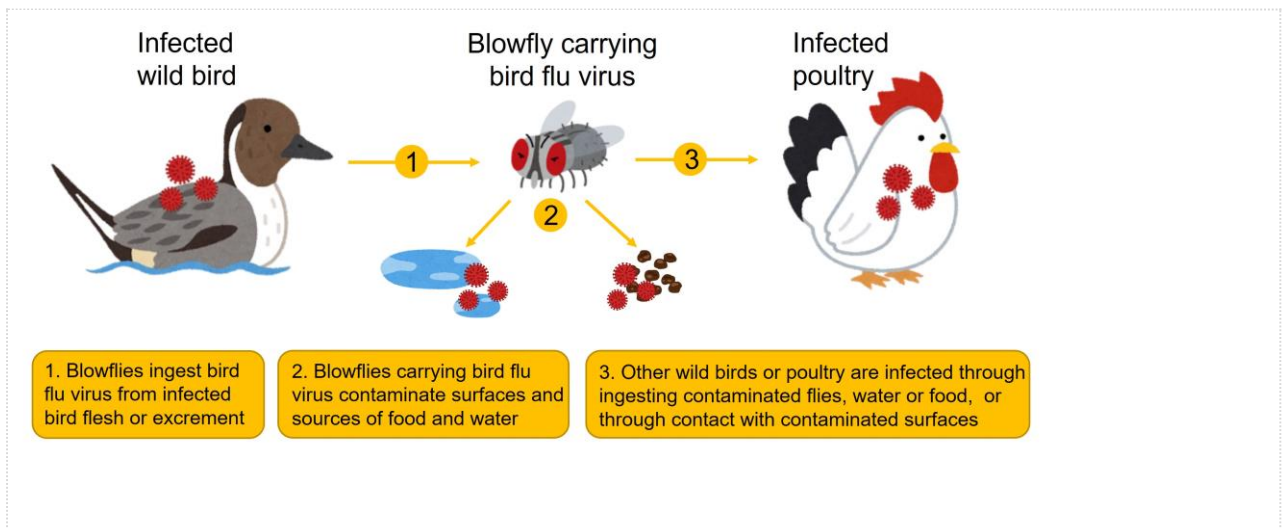 Infected
wild bird
Blowfly carrying
bird flu virus
Infected
poultry
1
3
2
1. Blowflies ingest bird
flu virus from infected
bird flesh or excrement
2. Blowflies carrying bird flu
virus contaminate surfaces and
sources of food and water
3. Other wild birds or poultry are infected through
ingesting contaminated flies, water or food, or
through contact with contaminated surfaces